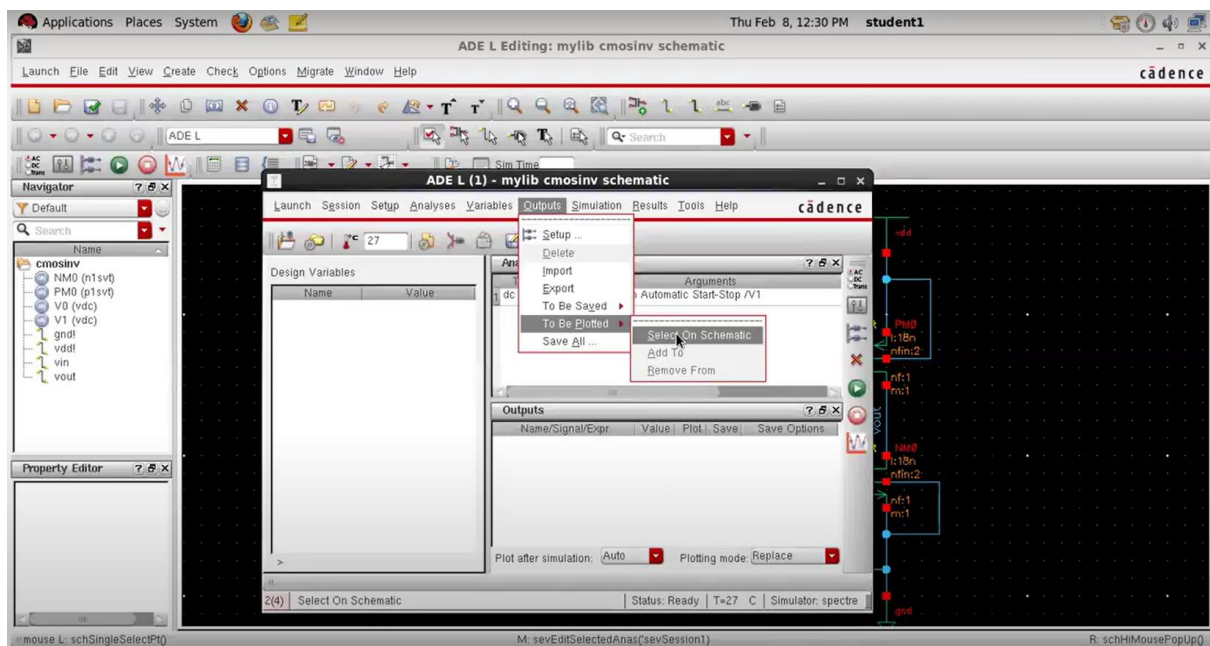 Applications Places System Thu Feb 8, 12:30 PM student1
ADE L Editing: mylib cmosinv schematic
Launch File Edit View Create Check Options Migrate Window Help cādence
ADE L Search
Sim Time
Navigator
Default
Search
Name
cmosinv
NM0 (n1svt)
PM0 (p1svt)
V0 (vdc)
V1 (vdc)
gnd!
vdd!
vin
vout
Property Editor
ADE L (1) - mylib cmosinv schematic
Launch Session Setup Analyses Variables Outputs Simulation Results Tools Help cādence
27
Design Variables
Name Value
>
Setup ...
Delete
Import
Export
To Be Saved
To Be Plotted
Save All ...
Select On Schematic
Add To
Remove From
Ana
Arguments
1 dc Automatic Start-Stop /V1
AC
DC
Trans
Outputs
Name/Signal/Expr Value Plot Save Save Options
Plot after simulation: Auto Plotting mode: Replace
2(4) Select On Schematic Status: Ready T=27 C Simulator: spectre
vdd
PM0
l:18n
nfin:2
nf:1
m:1
vout
NM0
l:18n
nfin:2
nf:1
m:1
gnd
mouse L: schSingleSelectPt() M: sevEditSelectedAnas('sevSession1) R: schHiMousePopUp()